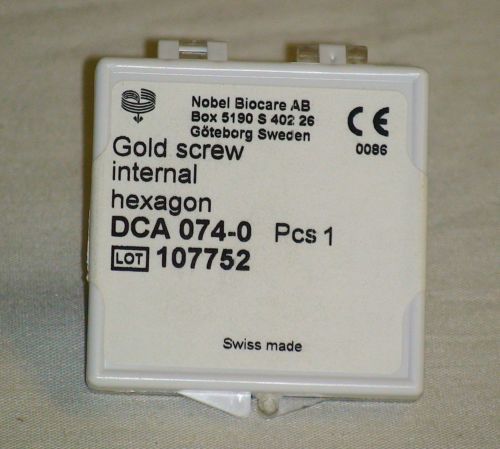 Nobel Biocare AB
Box 5190 S 402 26
Göteborg Sweden
CE
0086
Gold screw
internal
hexagon
DCA 074-0 Pcs 1
LOT 107752
Swiss made